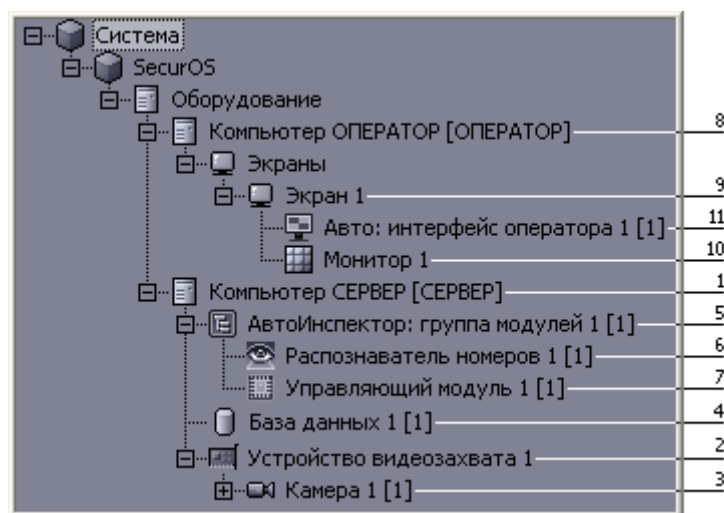 Система
SecurOS
Оборудование
Компьютер ОПЕРАТОР [ОПЕРАТОР] 8
Экраны
Экран 1 9
Авто: интерфейс оператора 1 [1] 11
Монитор 1 10
Компьютер СЕРВЕР [СЕРВЕР] 1
АвтоИнспектор: группа модулей 1 [1] 5
Распознаватель номеров 1 [1] 6
Управляющий модуль 1 [1] 7
База данных 1 [1] 4
Устройство видеозахвата 1 2
Камера 1 [1] 3